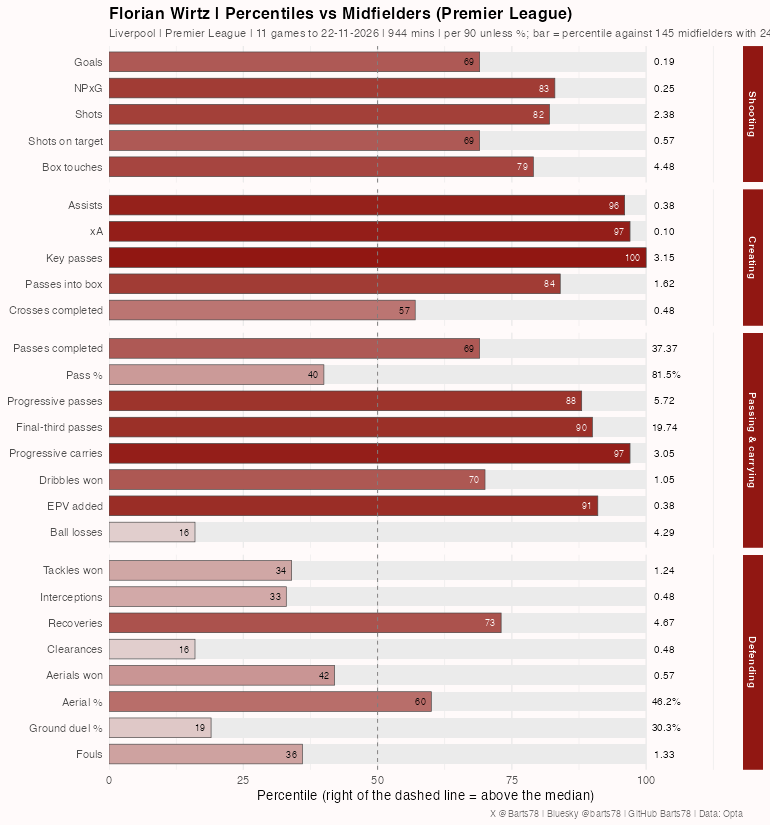 Florian Wirtz | Percentiles vs Midfielders (Premier League)
Liverpool | Premier League | 11 games to 22-11-2026 | 944 mins | per 90 unless %; bar = percentile against 145 midfielders with 24
Goals 69 0.19
NPxG 83 0.25
Shots 82 2.38
Shots on target 69 0.57
Box touches 79 4.48
Shooting
Assists 96 0.38
xA 97 0.10
Key passes 100 3.15
Passes into box 84 1.62
Crosses completed 57 0.48
Creating
Passes completed 69 37.37
Pass % 40 81.5%
Progressive passes 88 5.72
Final-third passes 90 19.74
Progressive carries 97 3.05
Dribbles won 70 1.05
EPV added 91 0.38
Ball losses 16 4.29
Passing & carrying
Tackles won 34 1.24
Interceptions 33 0.48
Recoveries 73 4.67
Clearances 16 0.48
Aerials won 42 0.57
Aerial % 60 46.2%
Ground duel % 19 30.3%
Fouls 36 1.33
Defending
0 25 50 75 100
Percentile (right of the dashed line = above the median)
X @Barts78 | Bluesky @barts78 | GitHub Barts78 | Data: Opta